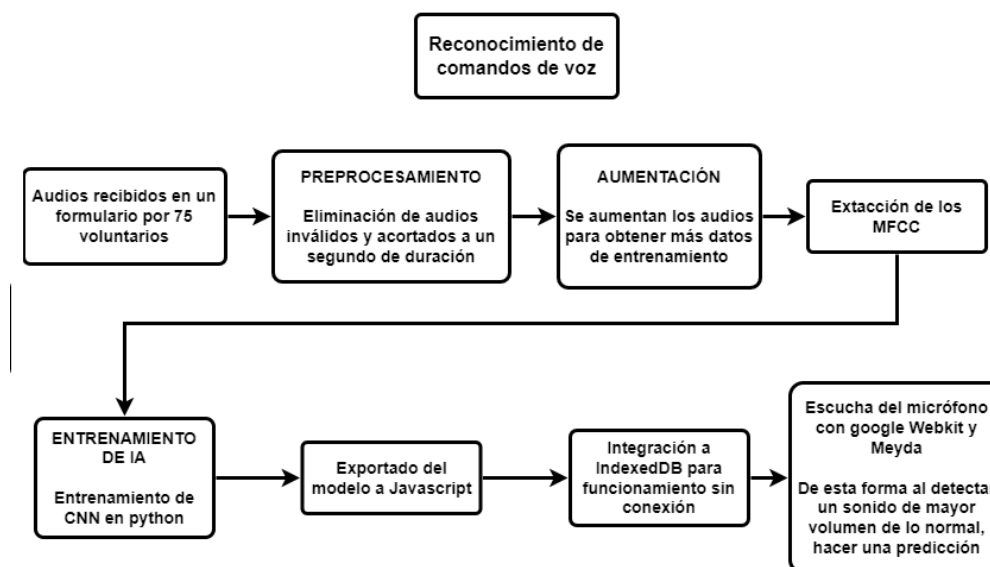 Reconocimiento de
comandos de voz
Audios recibidos en un
formulario por 75
voluntarios
PREPROCESAMIENTO
Eliminación de audios
inválidos y acortados a un
segundo de duración
AUMENTACIÓN
Se aumentan los audios
para obtener más datos
de entrenamiento
Extacción de los
MFCC
ENTRENAMIENTO
DE IA
Entrenamiento de
CNN en python
Exportado del
modelo a Javascript
Integración a
IndexedDB para
funcionamiento sin
conexión
Escucha del micrófono
con google Webkit y
Meyda
De esta forma al detectar
un sonido de mayor
volumen de lo normal,
hacer una predicción